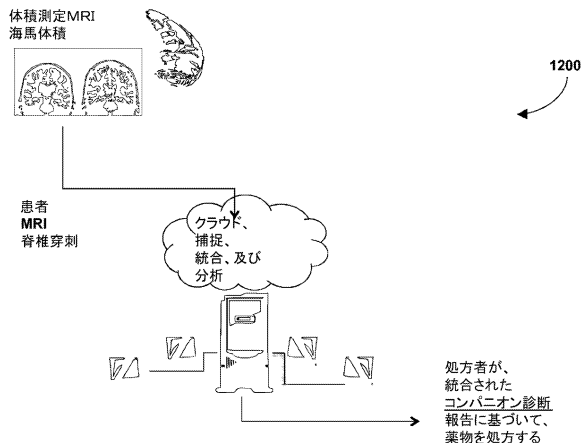 体積測定MRI
海馬体積
1200
患者
MRI
脊椎穿刺
クラウド、
捕捉、
統合、及び
分析
処方者が、
統合された
コンパニオン診断
報告に基づいて、
薬物を処方する